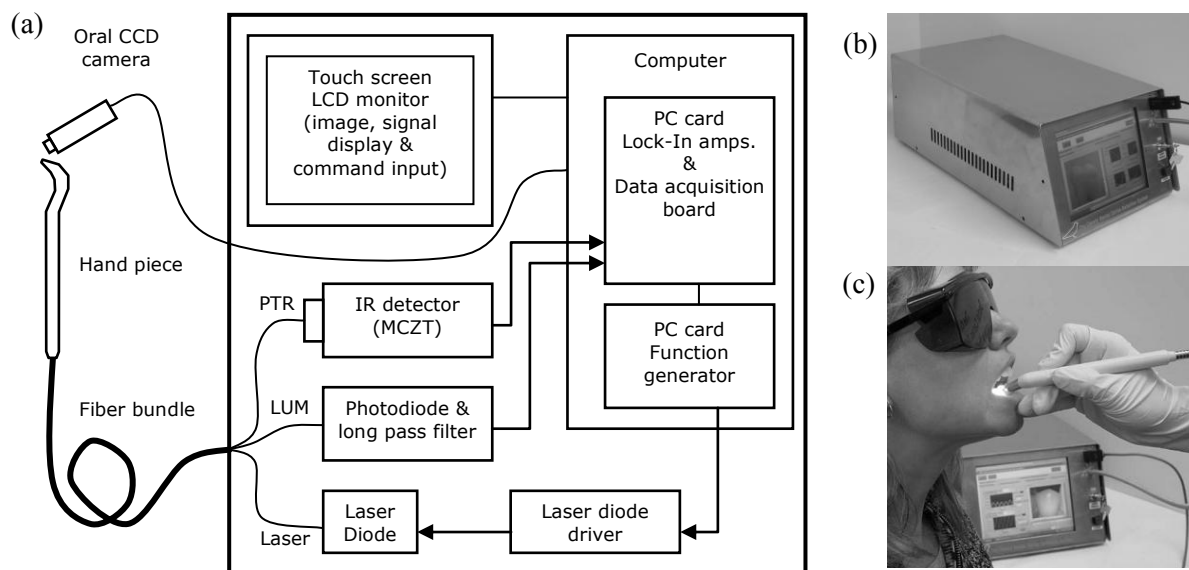 (a)
Oral CCD
camera
Touch screen
LCD monitor
(image, signal
display &
command input)
Computer
PC card
Lock-In amps.
&
Data acquisition
board
Hand piece
PTR
IR detector
(MCZT)
PC card
Function
generator
Fiber bundle
LUM
Photodiode &
long pass filter
Laser
Laser
Diode
Laser diode
driver
(b)
(c)